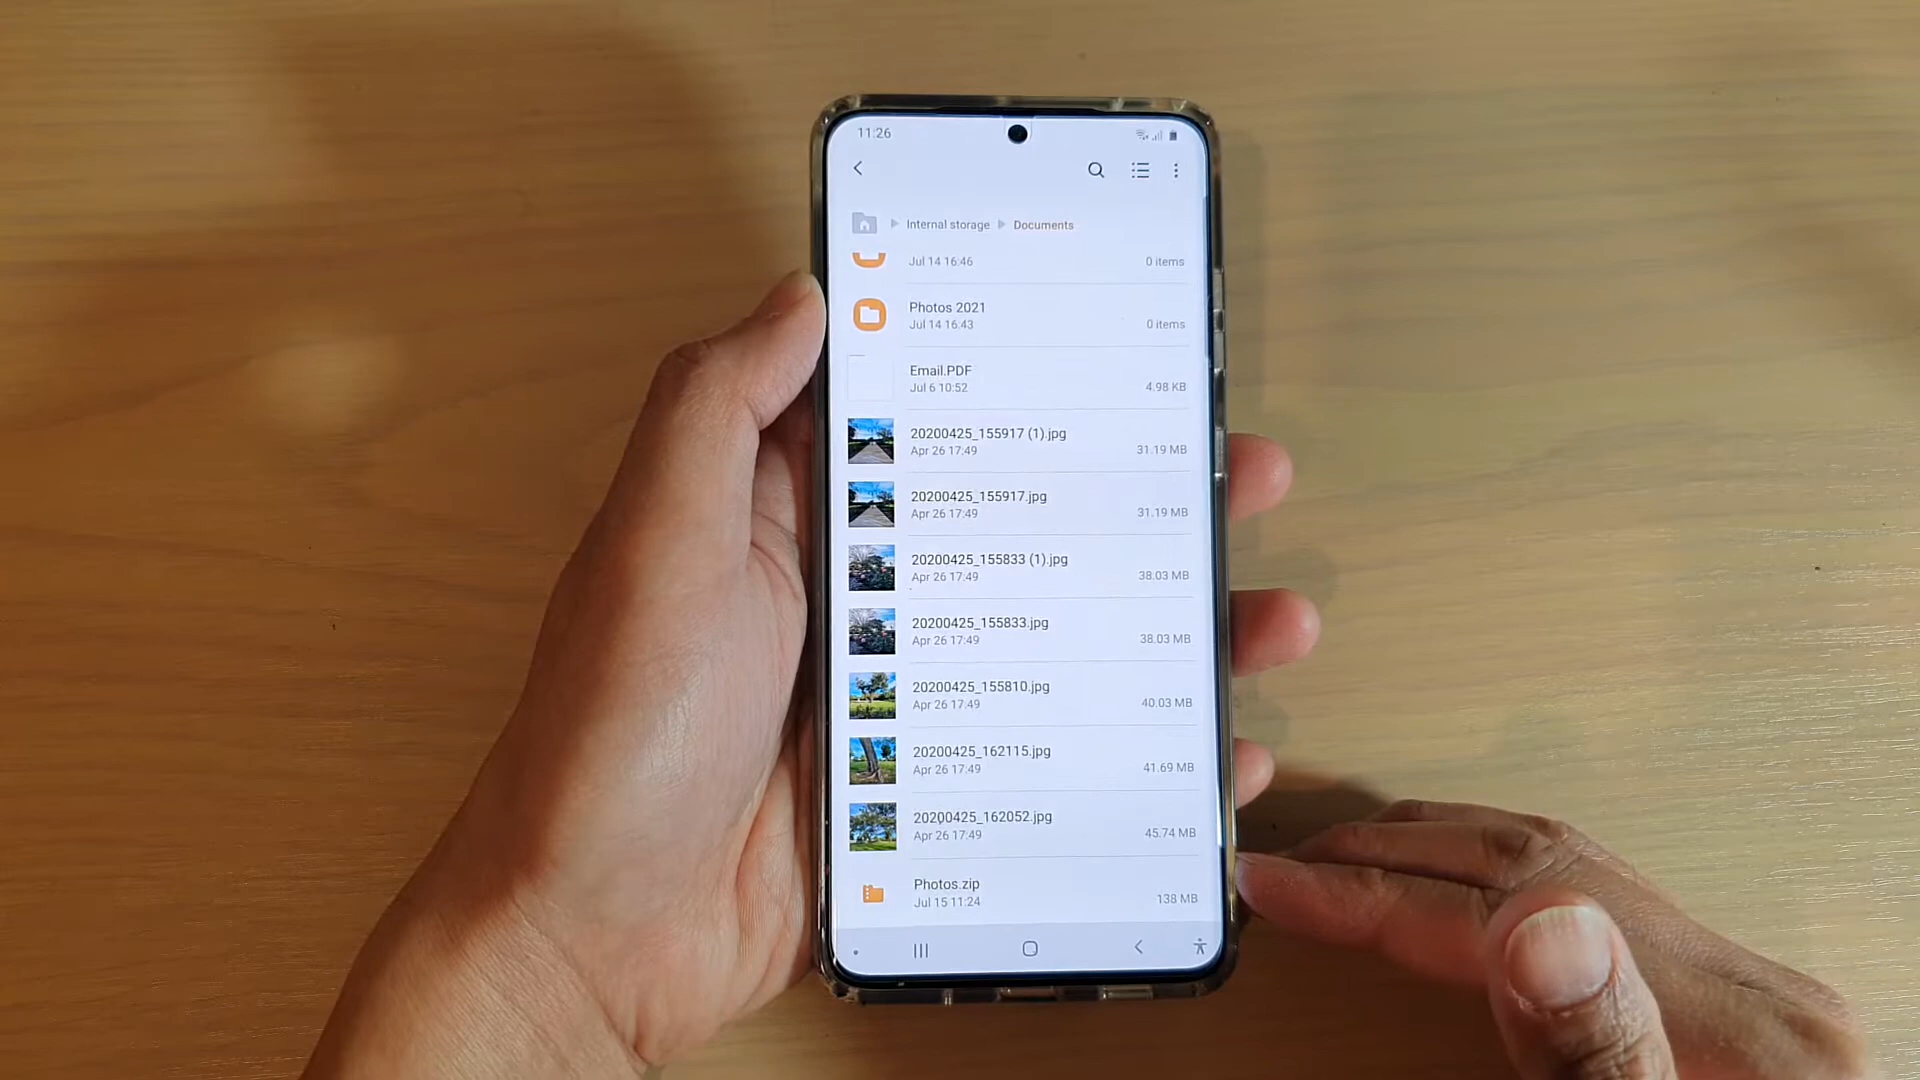 11:26
Internal storage Documents
Jul 14 16:46 0 items
Photos 2021
Jul 14 16:43 0 items
Email.PDF
Jul 6 10:52 4.98 KB
20200425_155917 (1).jpg
Apr 26 17:49 31.19 MB
20200425_155917.jpg
Apr 26 17:49 31.19 MB
20200425_155833 (1).jpg
Apr 26 17:49 38.03 MB
20200425_155833.jpg
Apr 26 17:49 38.03 MB
20200425_155810.jpg
Apr 26 17:49 40.03 MB
20200425_162115.jpg
Apr 26 17:49 41.69 MB
20200425_162052.jpg
Apr 26 17:49 45.74 MB
Photos.zip
Jul 15 11:24 138 MB